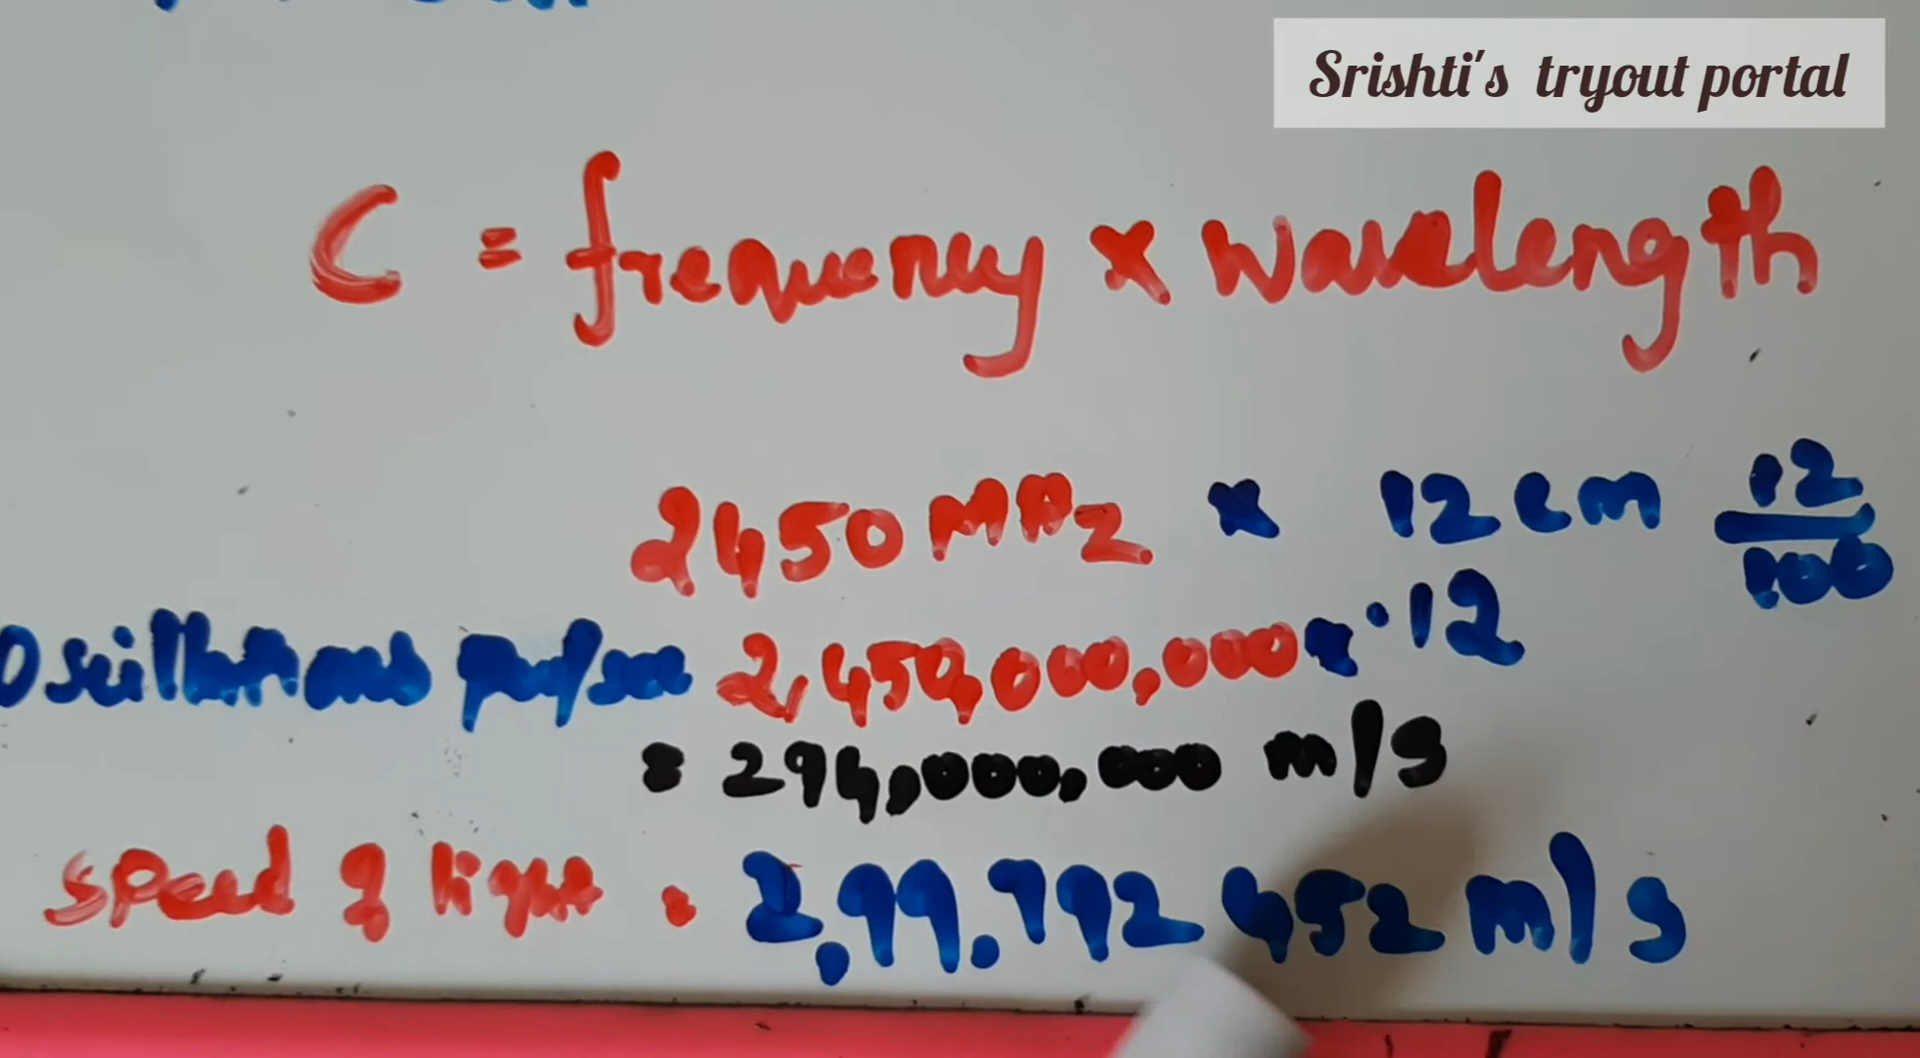 Srishti's tryout portal
C = frequency x wavelength
2450 MHz x 12 cm 12/100
Oscillations per/sec 2,450,000,000 x .12
= 294,000,000 m/s
speed of light = 2,99,792 452 m/s